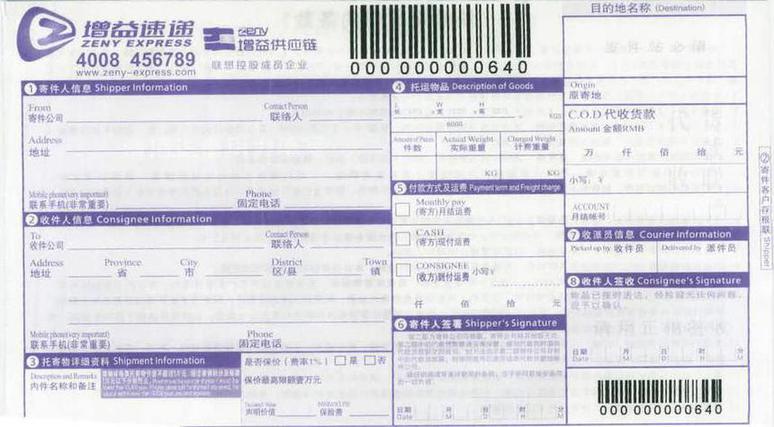 增益速递
ZENY EXPRESS
4008 456789
www.zeny-express.com
zeny
增益供应链
联想控股成员企业
000 000000000640
目的地名称 (Destination)
1 寄件人信息 Shipper Information
From
寄件公司
Contact Person
联络人
Address
地址
Mobile phone(very important)
联系手机(非常重要)
Phone
固定电话
2 收件人信息 Consignee Information
To
收件公司
Contact Person
联络人
Address
地址
Province
省
City
市
District
区/县
Town
镇
Mobile phone(very important)
联系手机(非常重要)
Phone
固定电话
3 托寄物详细资料 Shipment Information
Description and Remarks
内件名称和备注
是否保价（费率1%）
是
否
保价最高限额壹万元
声明价值
保险费
4 托运物品 Description of Goods
L
W
H
6000
KGS
件数
Actual Weight
实际重量
Charged Weight
计费重量
KG
KG
5 付款方式及运费 Payment term and Freight charge
Monthly pay
(寄方)月结运费
CASH
(寄方)现付运费
CONSIGNEE
(收方)到付运费
小写¥
仟 佰 拾 元
6 寄件人签署 Shipper's Signature
日期
Date
月
M
日
D
时
H
分
M
Origin
原寄地
C.O.D 代收货款
Amount 金额RMB
万 仟 佰 拾 元
小写：¥
ACCOUNT
月结帐号
7 收派员信息 Courier Information
Picked up by 收件员
Delivered by 派件员
8 收件人签收 Consignee's Signature
日期
Date
月
M
日
D
时
H
分
M
000 000000000640
② 寄件客户存根联 Shipper